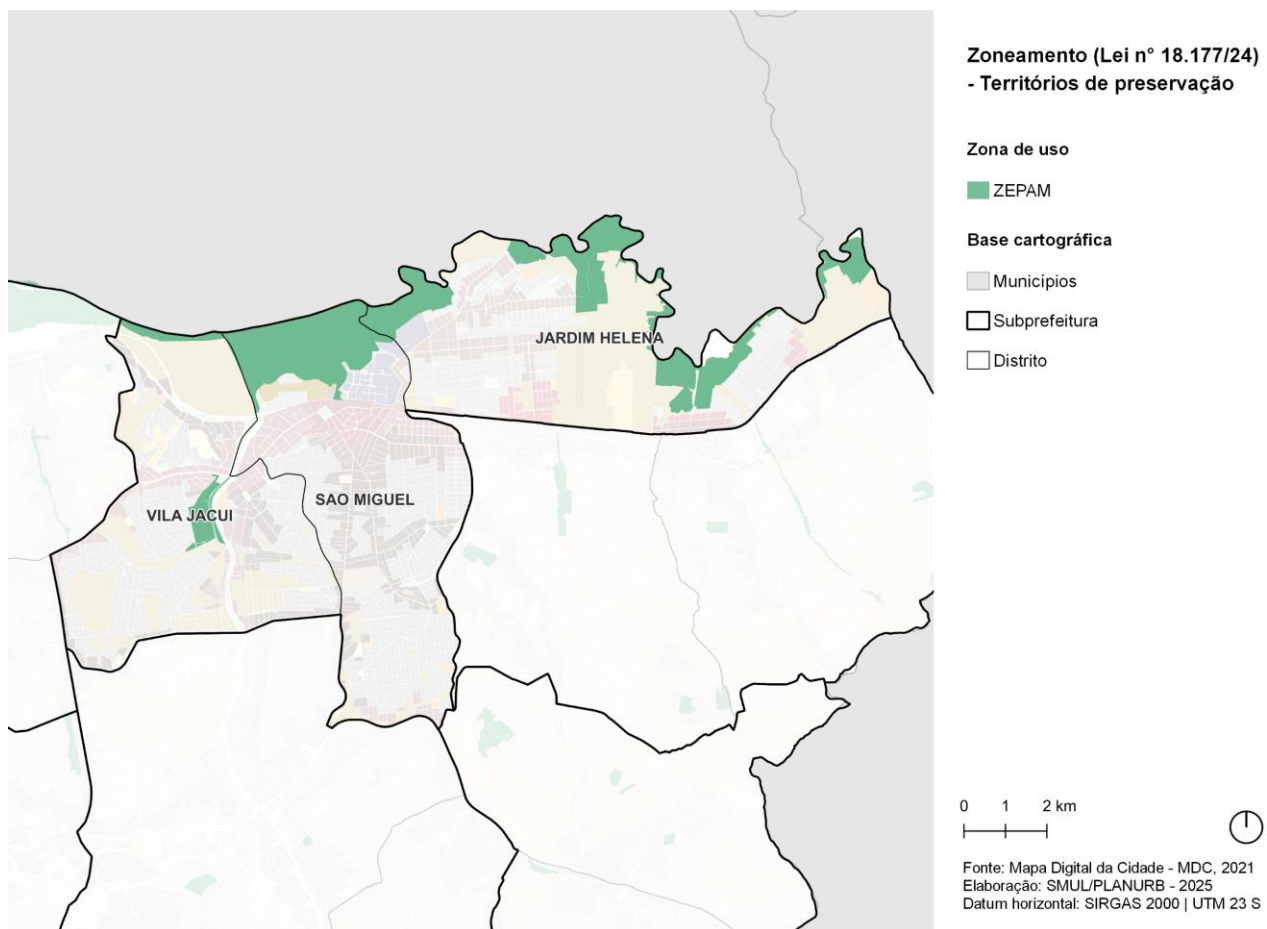 Zoneamento (Lei n° 18.177/24)
- Territórios de preservação
Zona de uso
ZEPAM
Base cartográfica
Municípios
Subprefeitura
Distrito
JARDIM HELENA
SAO MIGUEL
VILA JACUI
0 1 2 km
Fonte: Mapa Digital da Cidade - MDC, 2021
Elaboração: SMUL/PLANURB - 2025
Datum horizontal: SIRGAS 2000 | UTM 23 S